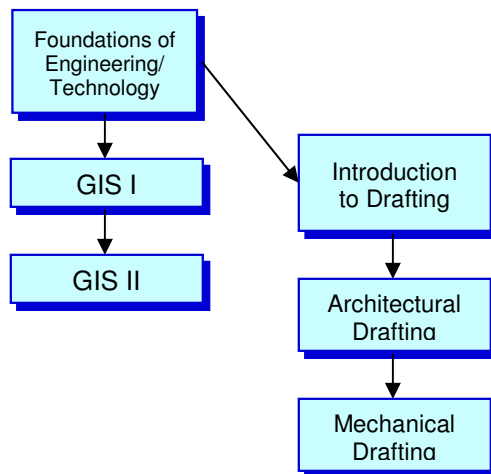 Foundations of
Engineering/
Technology
GIS I
GIS II
Introduction
to Drafting
Architectural
Drafting
Mechanical
Drafting